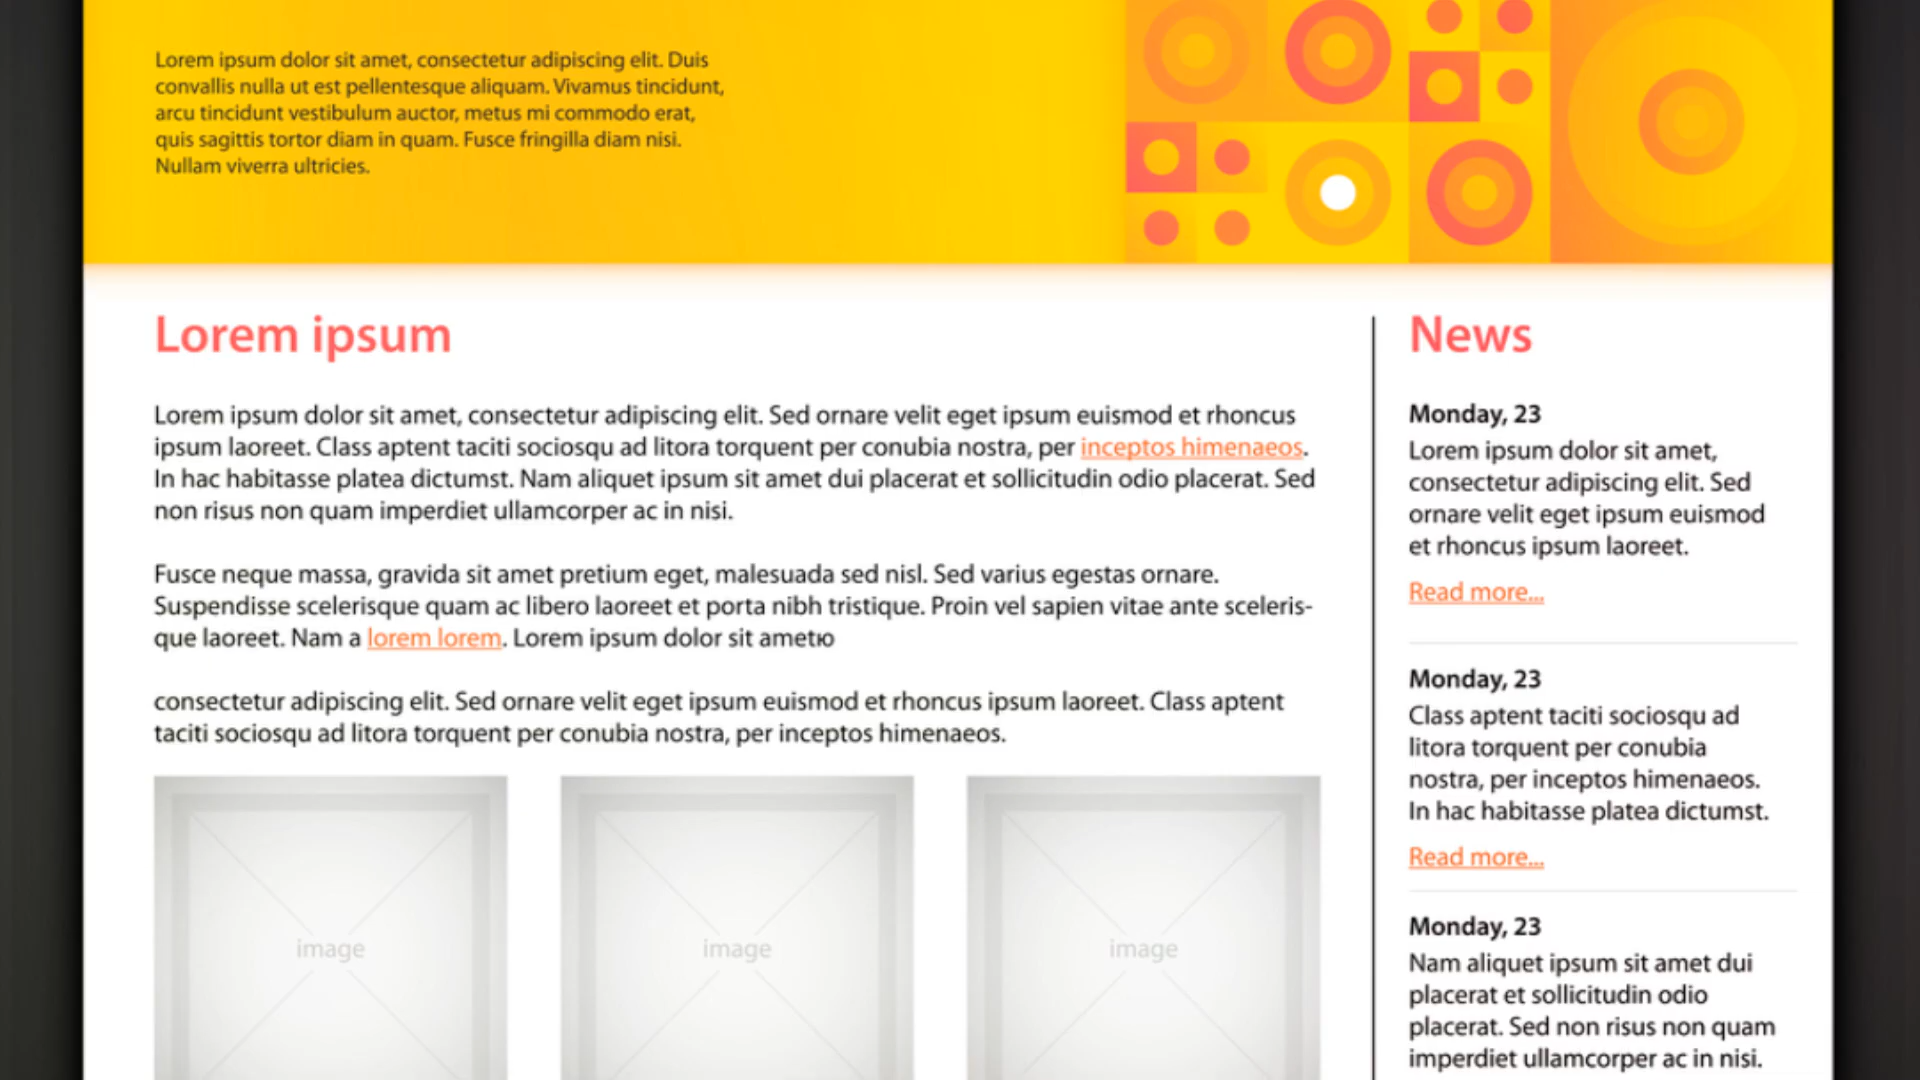 Lorem ipsum dolor sit amet, consectetur adipiscing elit. Duis
convallis nulla ut est pellentesque aliquam. Vivamus tincidunt,
arcu tincidunt vestibulum auctor, metus mi commodo erat,
quis sagittis tortor diam in quam. Fusce fringilla diam nisi.
Nullam viverra ultricies.
Lorem ipsum
Lorem ipsum dolor sit amet, consectetur adipiscing elit. Sed ornare velit eget ipsum euismod et rhoncus
ipsum laoreet. Class aptent taciti sociosqu ad litora torquent per conubia nostra, per inceptos himenaeos.
In hac habitasse platea dictumst. Nam aliquet ipsum sit amet dui placerat et sollicitudin odio placerat. Sed
non risus non quam imperdiet ullamcorper ac in nisi.
Fusce neque massa, gravida sit amet pretium eget, malesuada sed nisl. Sed varius egestas ornare.
Suspendisse scelerisque quam ac libero laoreet et porta nibh tristique. Proin vel sapien vitae ante sceleris-
que laoreet. Nam a lorem lorem. Lorem ipsum dolor sit ametю
consectetur adipiscing elit. Sed ornare velit eget ipsum euismod et rhoncus ipsum laoreet. Class aptent
taciti sociosqu ad litora torquent per conubia nostra, per inceptos himenaeos.
image
image
image
News
Monday, 23
Lorem ipsum dolor sit amet,
consectetur adipiscing elit. Sed
ornare velit eget ipsum euismod
et rhoncus ipsum laoreet.
Read more...
Monday, 23
Class aptent taciti sociosqu ad
litora torquent per conubia
nostra, per inceptos himenaeos.
In hac habitasse platea dictumst.
Read more...
Monday, 23
Nam aliquet ipsum sit amet dui
placerat et sollicitudin odio
placerat. Sed non risus non quam
imperdiet ullamcorper ac in nisi.